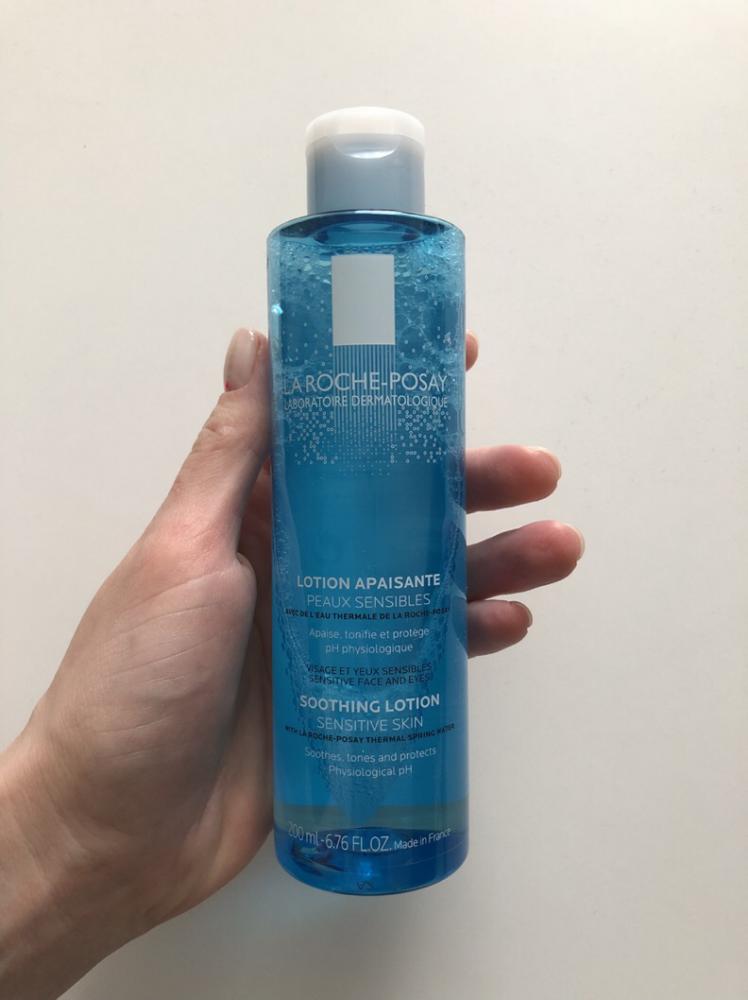 LA ROCHE-POSAY
LABORATOIRE DERMATOLOGIQUE
LOTION APAISANTE
PEAUX SENSIBLES
AVEC DE L'EAU THERMALE DE LA ROCHE-POSAY
Apaise, tonifie et protège
pH physiologique
VISAGE ET YEUX SENSIBLES
SENSITIVE FACE AND EYES
SOOTHING LOTION
SENSITIVE SKIN
WITH LA ROCHE-POSAY THERMAL SPRING WATER
Soothes, tones and protects
Physiological pH
200 ml - 6.76 FL.OZ. Made in France